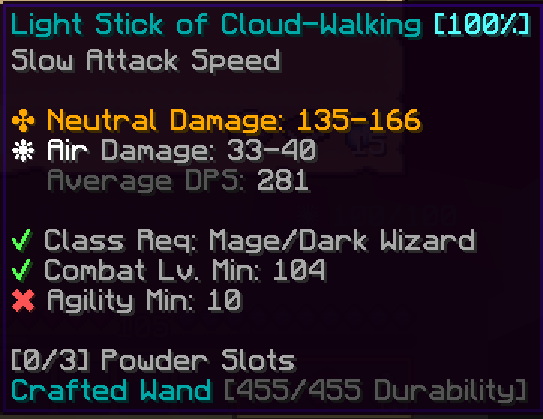 Light Stick of Cloud-Walking [100%]
Slow Attack Speed
✣ Neutral Damage: 135-166
❋ Air Damage: 33-40
Average DPS: 281
✔ Class Req: Mage/Dark Wizard
✔ Combat Lv. Min: 104
✖ Agility Min: 10
[0/3] Powder Slots
Crafted Wand [455/455 Durability]